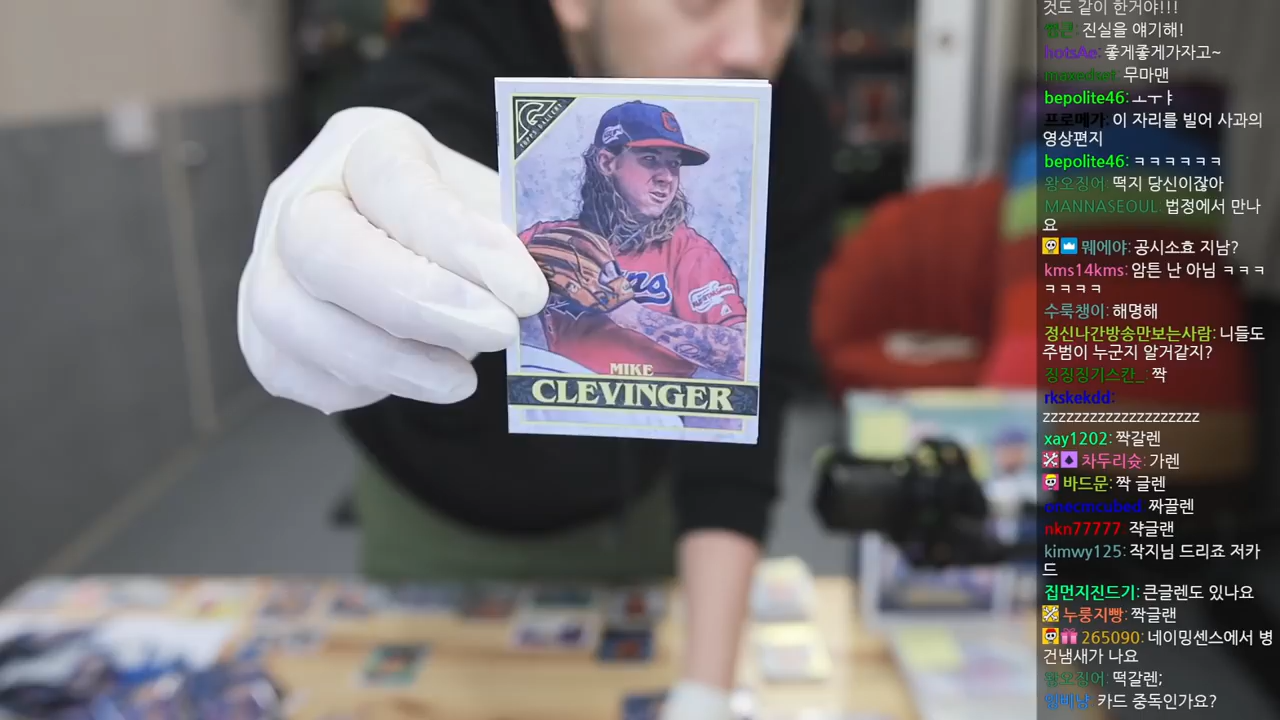 TOPPS GALLERY
C
MIKE
CLEVINGER
것도 같이 한거야!!!
진실을 얘기해!
hotsAe: 좋게좋게가자고~
무마맨
bepolite46: ㅗㅜㅑ
프로메가: 이 자리를 빌어 사과의
영상편지
bepolite46: ㅋㅋㅋㅋㅋㅋ
왕오징어: 떡지 당신이잖아
MANNASEOUL: 법정에서 만나
요
뭬에야: 공시소효 지남?
kms14kms: 암튼 난 아님 ㅋㅋㅋ
ㅋㅋㅋㅋ
수룩챙이: 해명해
정신나간방송만보는사람: 니들도
주범이 누군지 알거같지?
징징징기스칸_: 짝
rkskekdd:
zzzzzzzzzzzzzzzzzzzz
xay1202: 짝갈렌
차두리슛: 가렌
바드문: 짝 글렌
onecmcubed: 짜끌렌
nkn77777: 쟉글랜
kimwy125: 작지님 드리죠 저카
드
집먼지진드기: 큰글렌도 있나요
누룽지빵: 짝글랜
265090: 네이밍센스에서 병
건냄새가 나요
왕오징어: 떡갈렌;
카드 중독인가요?